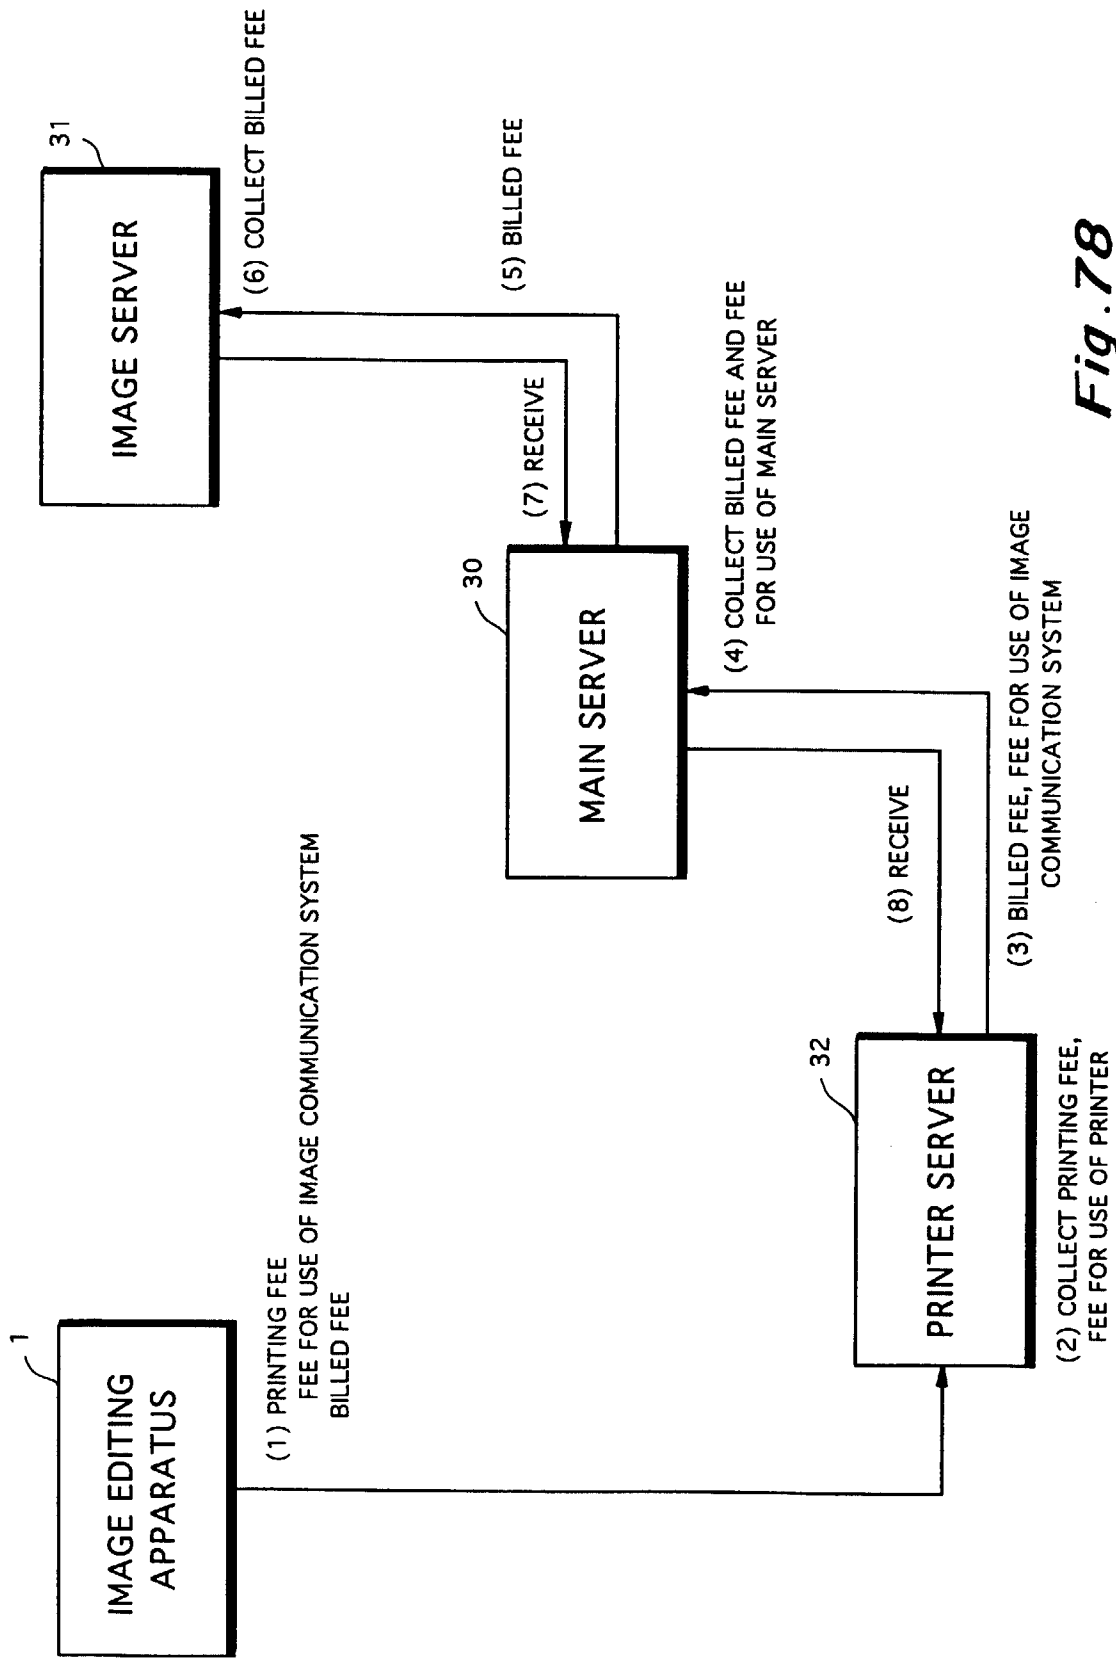 1
IMAGE EDITING
APPARATUS
(1) PRINTING FEE
FEE FOR USE OF IMAGE COMMUNICATION SYSTEM
BILLED FEE
31
IMAGE SERVER
(6) COLLECT BILLED FEE
(5) BILLED FEE
(7) RECEIVE
30
MAIN SERVER
(4) COLLECT BILLED FEE AND FEE
FOR USE OF MAIN SERVER
(8) RECEIVE
(3) BILLED FEE, FEE FOR USE OF IMAGE
COMMUNICATION SYSTEM
32
PRINTER SERVER
(2) COLLECT PRINTING FEE,
FEE FOR USE OF PRINTER
Fig.78